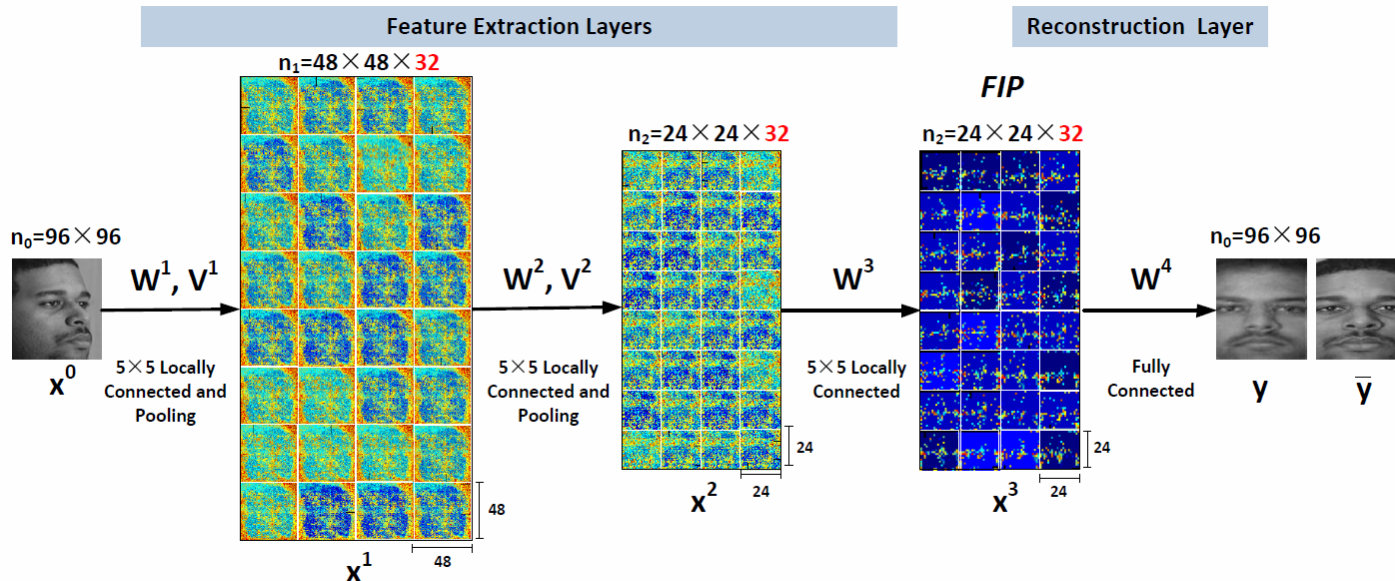 Feature Extraction Layers
Reconstruction Layer
n₁=48×48×32
FIP
n₂=24×24×32
n₂=24×24×32
n₀=96×96
n₀=96×96
W¹, V¹
W², V²
W³
W⁴
5×5 Locally
Connected and
Pooling
5×5 Locally
Connected and
Pooling
5×5 Locally
Connected
Fully
Connected
x⁰
y
y̅
24
24
24
24
x²
x³
48
48
x¹